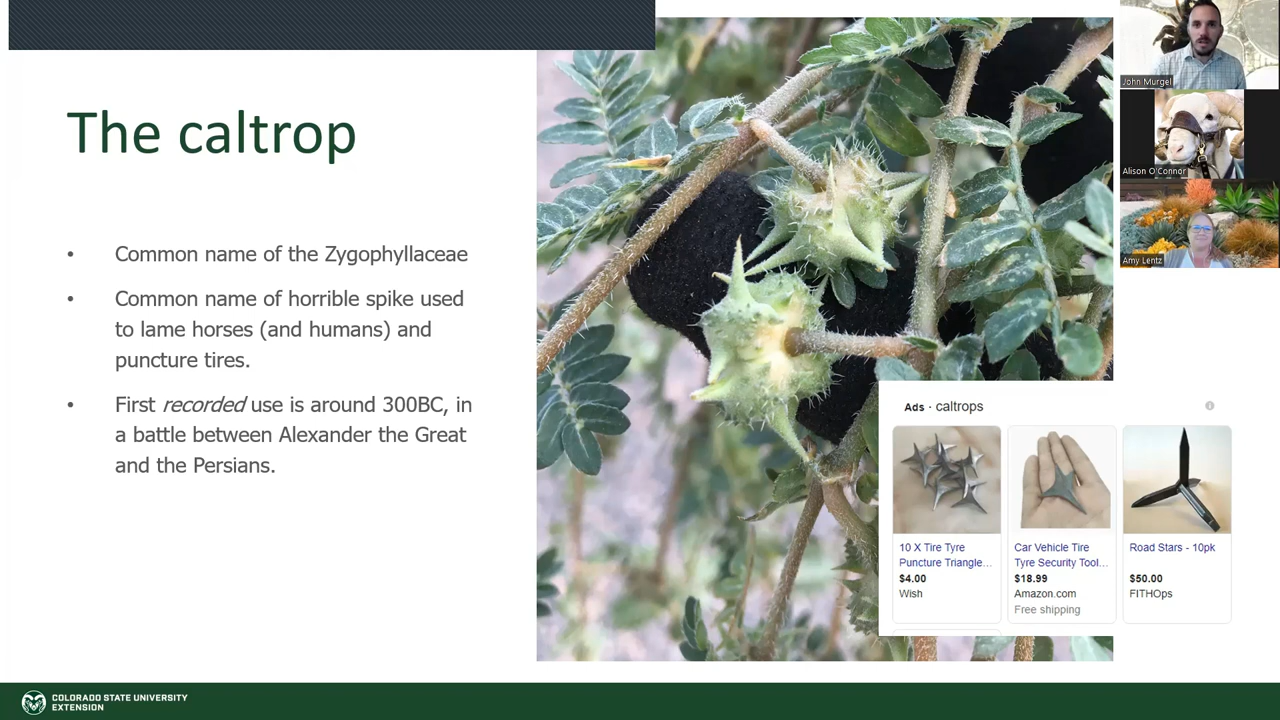 The caltrop
• Common name of the Zygophyllaceae
• Common name of horrible spike used
to lame horses (and humans) and
puncture tires.
• First recorded use is around 300BC, in
a battle between Alexander the Great
and the Persians.
Ads · caltrops
10 X Tire Tyre
Puncture Triangle...
$4.00
Wish
Car Vehicle Tire
Tyre Security Tool...
$18.99
Amazon.com
Free shipping
Road Stars - 10pk
$50.00
FITHOps
John Murgel
Alison O'Connor
Amy Lentz
COLORADO STATE UNIVERSITY
EXTENSION